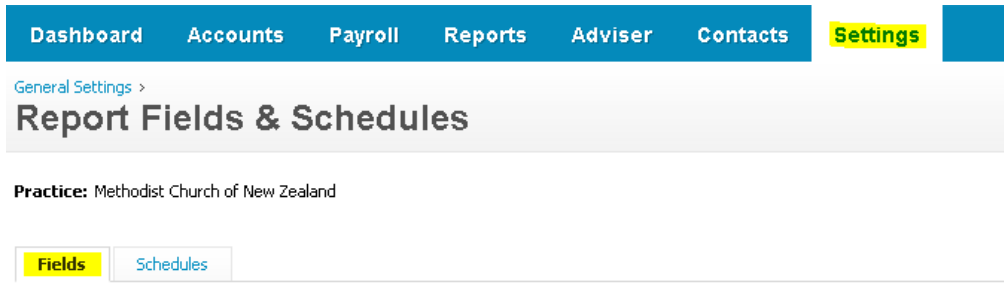 Dashboard Accounts Payroll Reports Adviser Contacts Settings
General Settings >
Report Fields & Schedules
Practice: Methodist Church of New Zealand
Fields Schedules